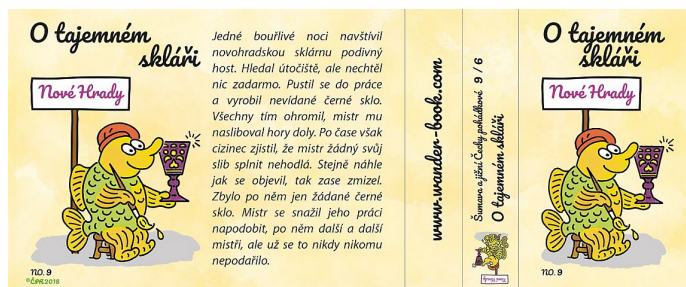 O tajemném
skláři
Nové Hrady
NO. 9
©ČPR2018
Jedné bouřlivé noci navštívil
novohradskou sklárnu podivný
host. Hledal útočiště, ale nechtěl
nic zadarmo. Pustil se do práce
a vyrobil nevídané černé sklo.
Všechny tím ohromil, mistr mu
nasliboval hory doly. Po čase však
cizinec zjistil, že mistr žádný svůj
slib splnit nehodlá. Stejně náhle
jak se objevil, tak zase zmizel.
Zbylo po něm jen žádané černé
sklo. Mistr se snažil jeho práci
napodobit, po něm další a další
mistři, ale už se to nikdy nikomu
nepodařilo.
www.wander-book.com
Šumava a jižní Čechy pohádkové 9 / 6
O tajemném skláři
O tajemném
skláři
Nové Hrady
NO. 9